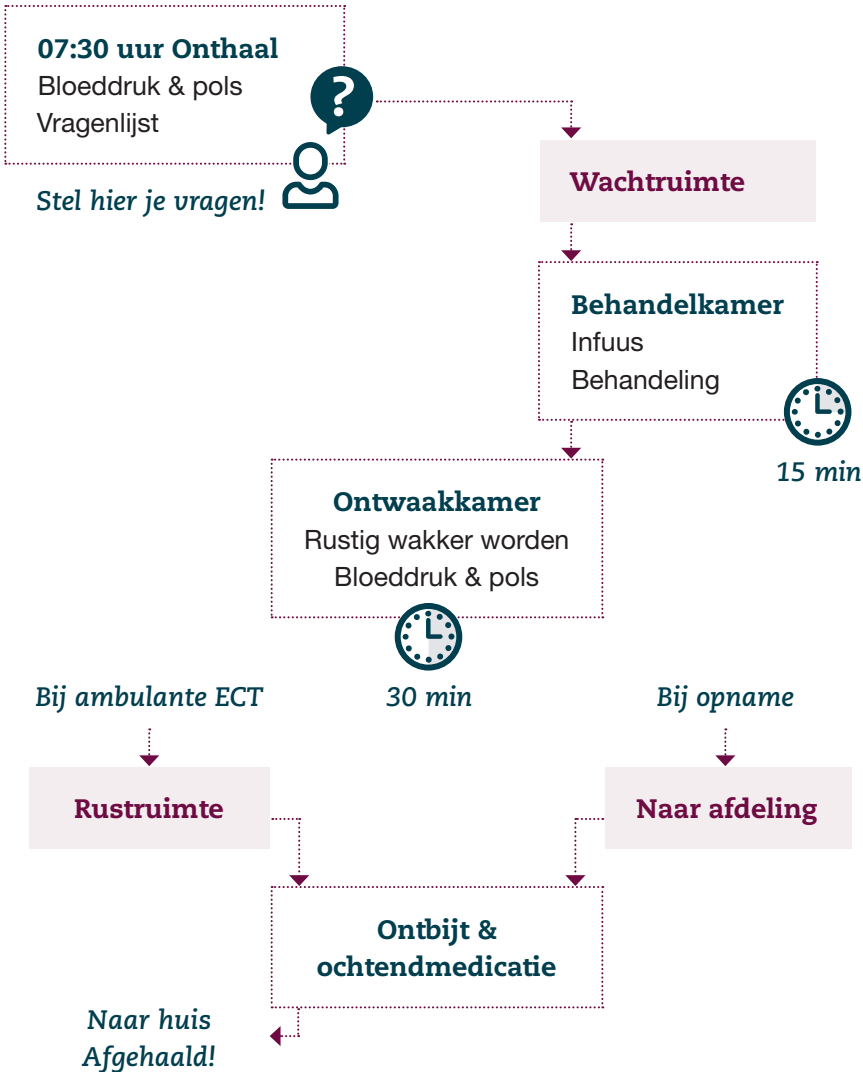 07:30 uur Onthaal
Bloeddruk & pols
Vragenlijst
?
Stel hier je vragen!
Wachtruimte
Behandelkamer
Infuus
Behandeling
15 min
Ontwaakkamer
Rustig wakker worden
Bloeddruk & pols
30 min
Bij ambulante ECT
Bij opname
Rustruimte
Naar afdeling
Ontbijt &
ochtendmedicatie
Naar huis
Afgehaald!